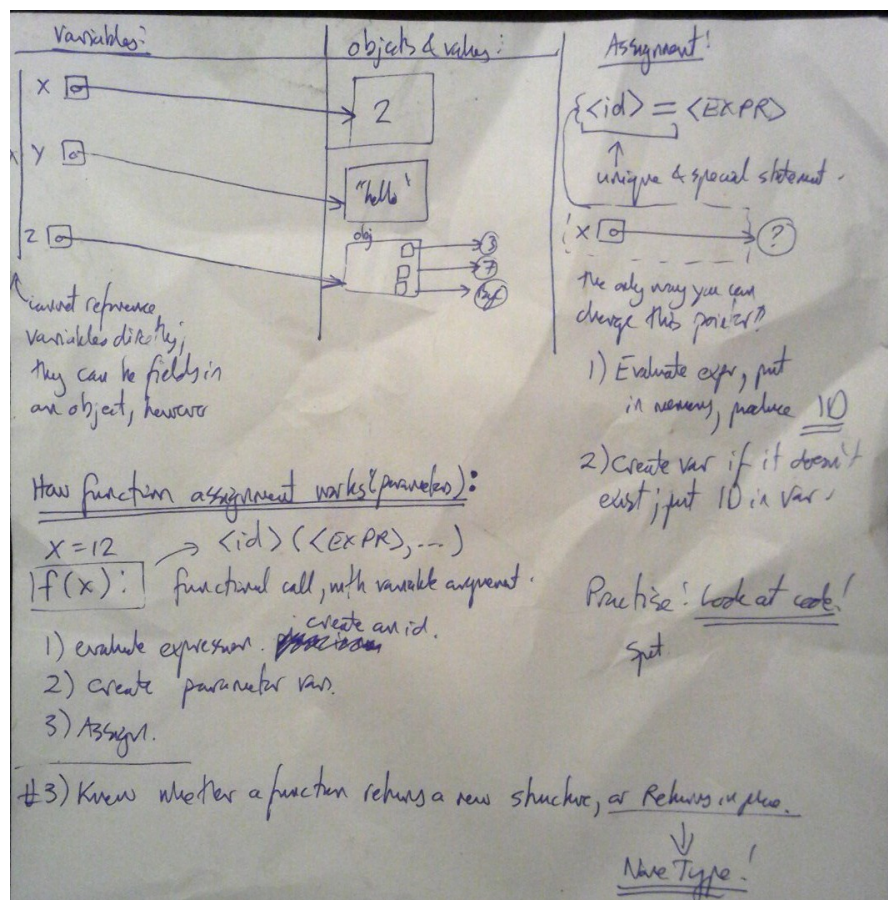 Variables:
X
Y
Z
cannot reference
variables directly;
they can be fields in
an object, however
objects & values:
2
"hello"
obj
3
7
Assignment!
<id> = <EXPR>
unique & special statement.
X
?
the only way you can
change this pointer!!
1) Evaluate expr, put
in memory, produce ID
2) Create var if it doesn't
exist; put ID in var.
Practise! Look at code!
Spot
How function assignment works (parameters):
X = 12
f(x): <id>(<EXPR>, ...)
functional call, with variable argument.
1) evaluate expression. ; create an id.
2) Create parameter var.
3) Assign.
#3) Know whether a function returns a new structure, or Returns in place.
None Type!